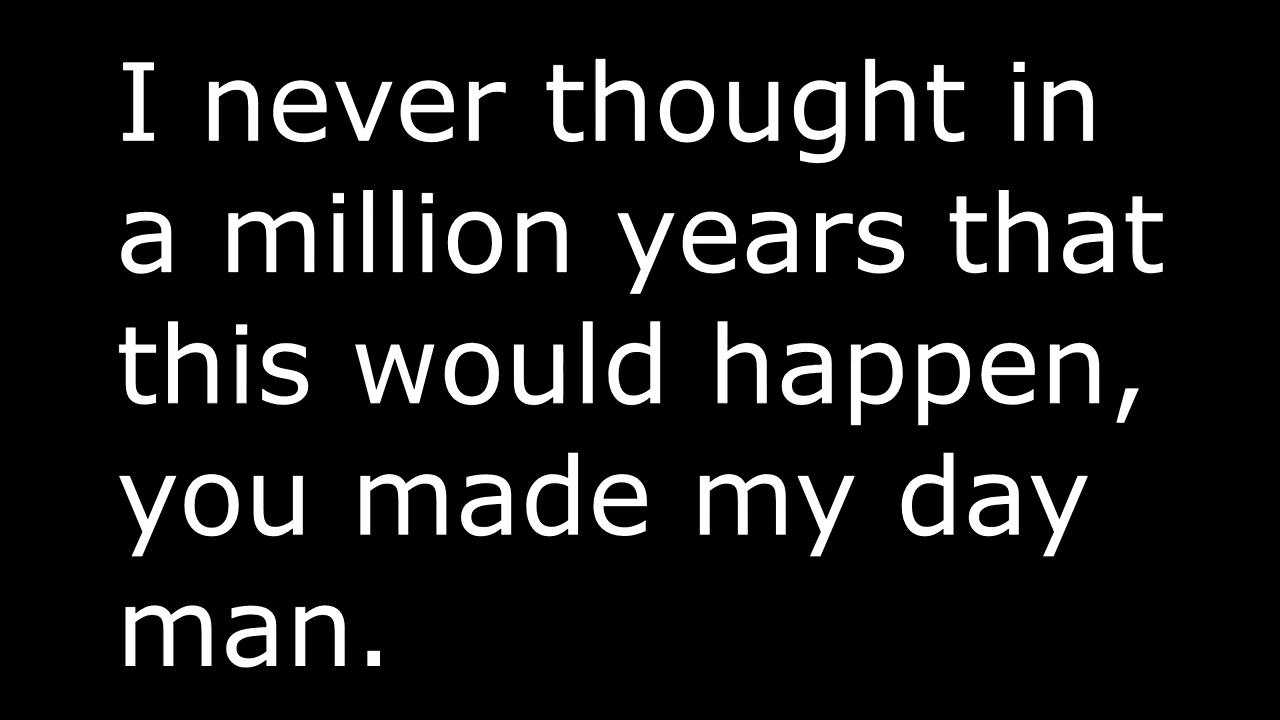 I never thought in
a million years that
this would happen,
you made my day
man.